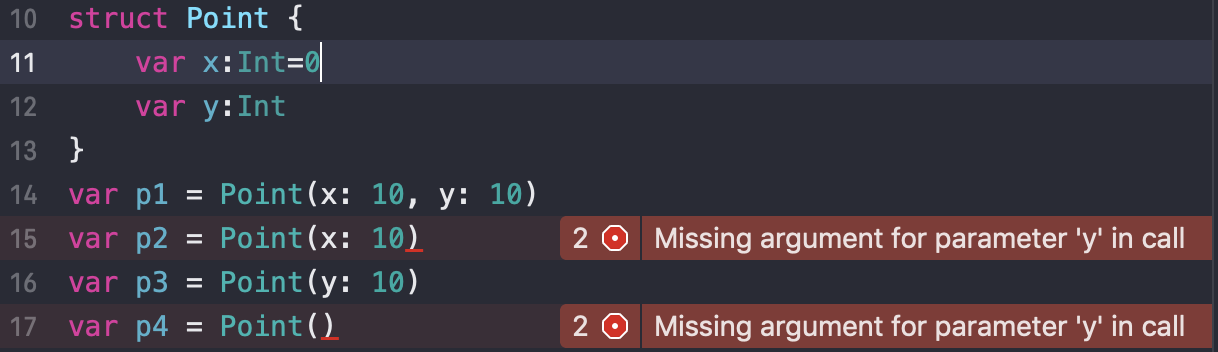 10 struct Point {
11     var x:Int=0
12     var y:Int
13 }
14 var p1 = Point(x: 10, y: 10)
15 var p2 = Point(x: 10) 2 Missing argument for parameter 'y' in call
16 var p3 = Point(y: 10)
17 var p4 = Point() 2 Missing argument for parameter 'y' in call